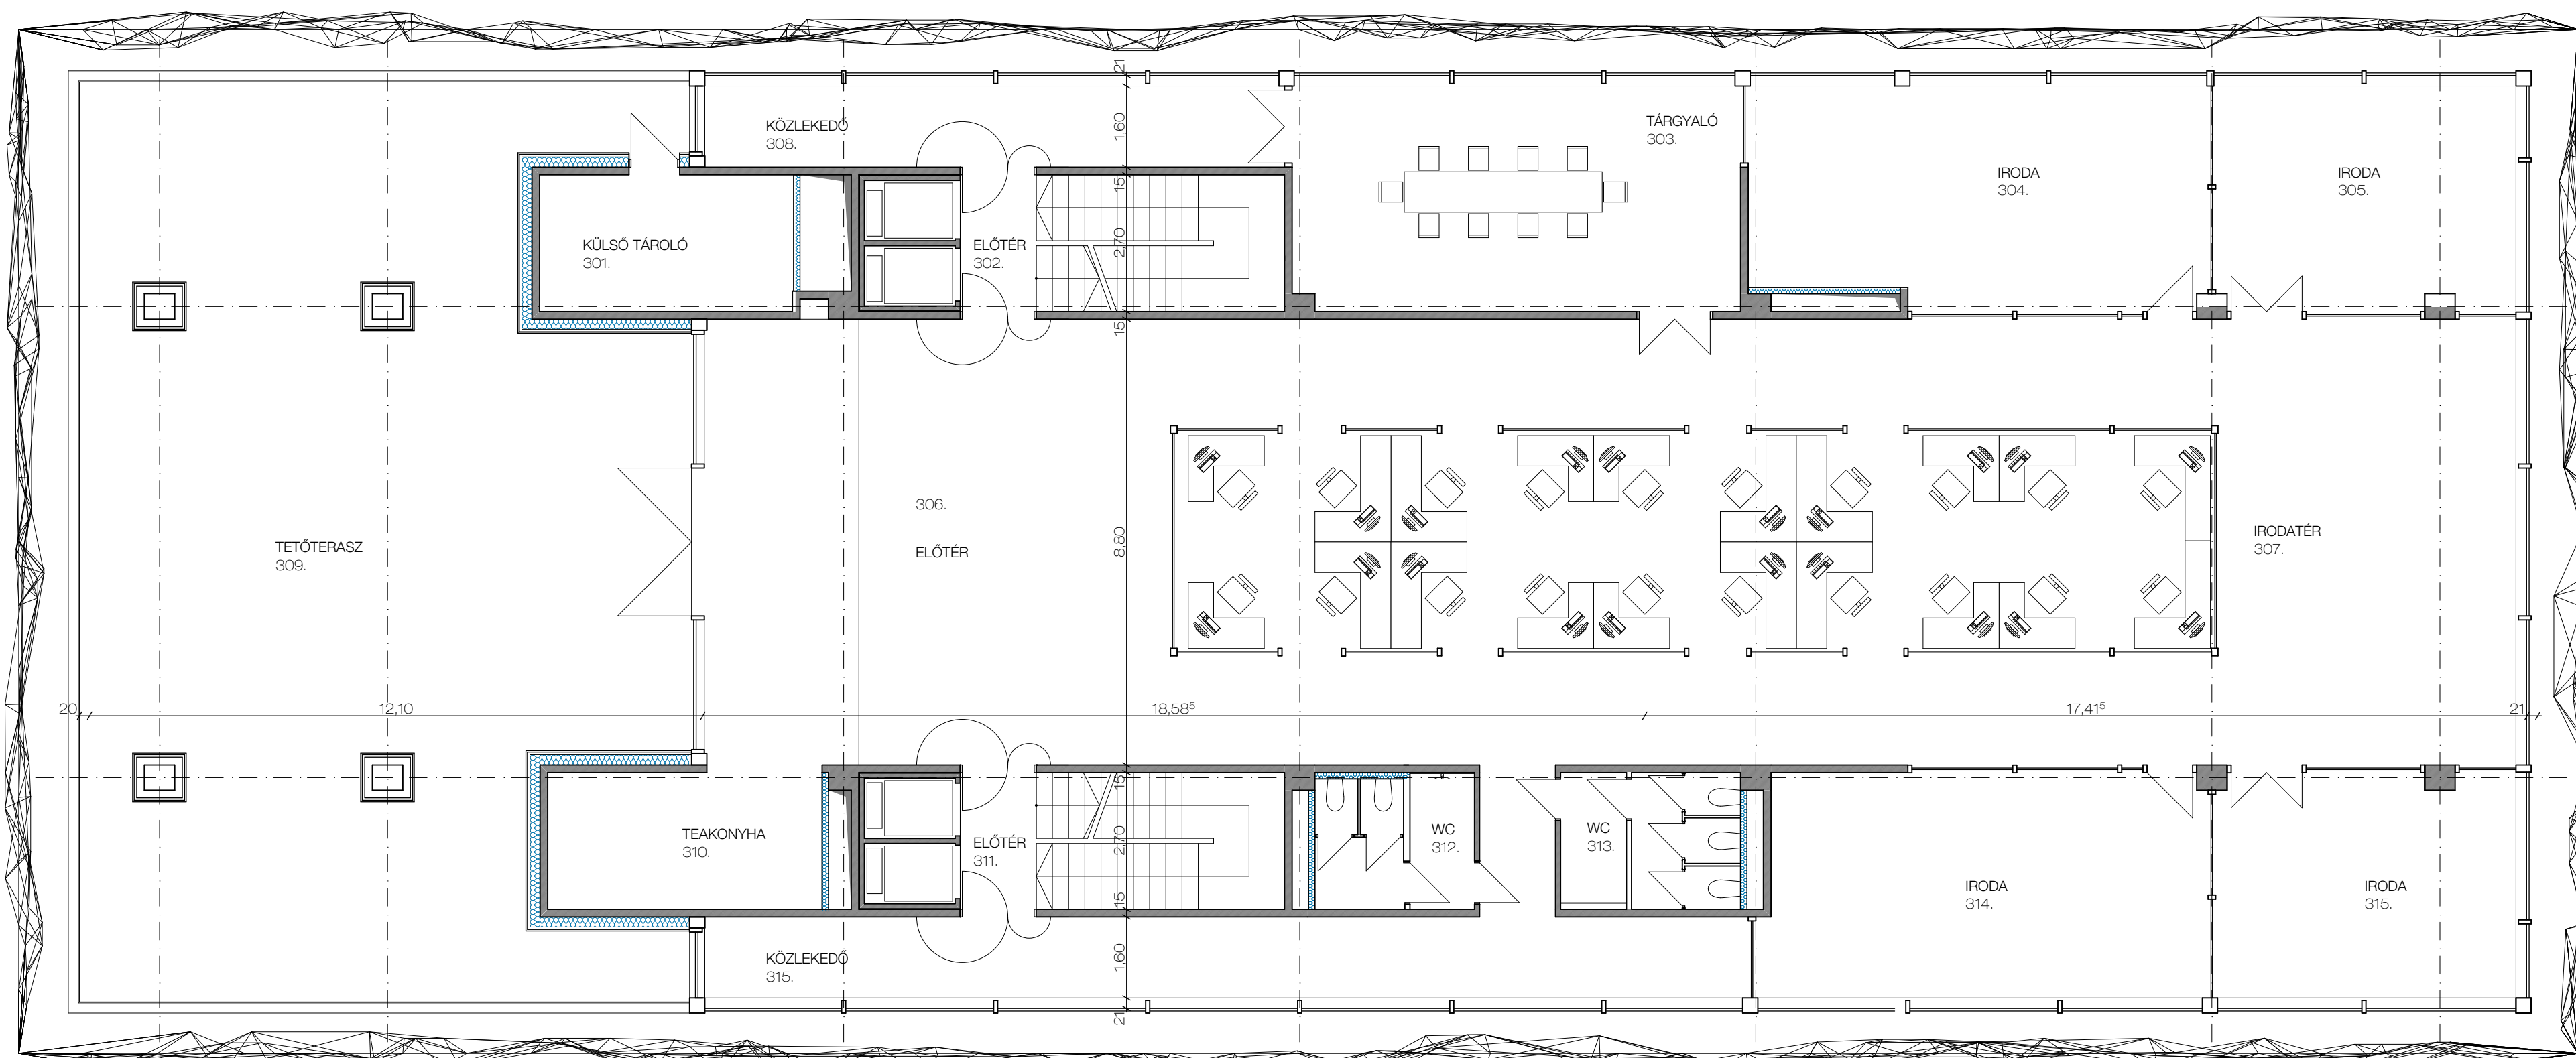 21
KÖZLEKEDŐ
308.
1,60
TÁRGYALÓ
303.
IRODA
304.
IRODA
305.
15
KÜLSŐ TÁROLÓ
301.
ELŐTÉR
302.
2,70
15
306.
ELŐTÉR
8,80
TETŐTERASZ
309.
IRODATÉR
307.
20
12,10
18,58⁵
17,41⁵
21
15
TEAKONYHA
310.
ELŐTÉR
311.
2,70
WC
312.
WC
313.
15
IRODA
314.
IRODA
315.
KÖZLEKEDŐ
315.
1,60
21